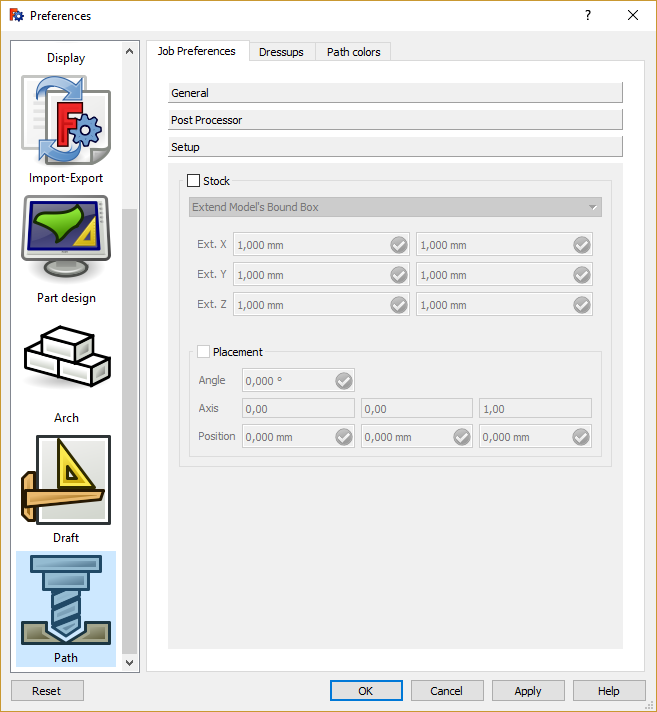 Preferences
Display
Import-Export
Part design
Arch
Draft
Path
Job Preferences
Dressups
Path colors
General
Post Processor
Setup
Stock
Extend Model's Bound Box
Ext. X 1,000 mm 1,000 mm
Ext. Y 1,000 mm 1,000 mm
Ext. Z 1,000 mm 1,000 mm
Placement
Angle 0,000 °
Axis 0,00 0,00 1,00
Position 0,000 mm 0,000 mm 0,000 mm
Reset
OK
Cancel
Apply
Help